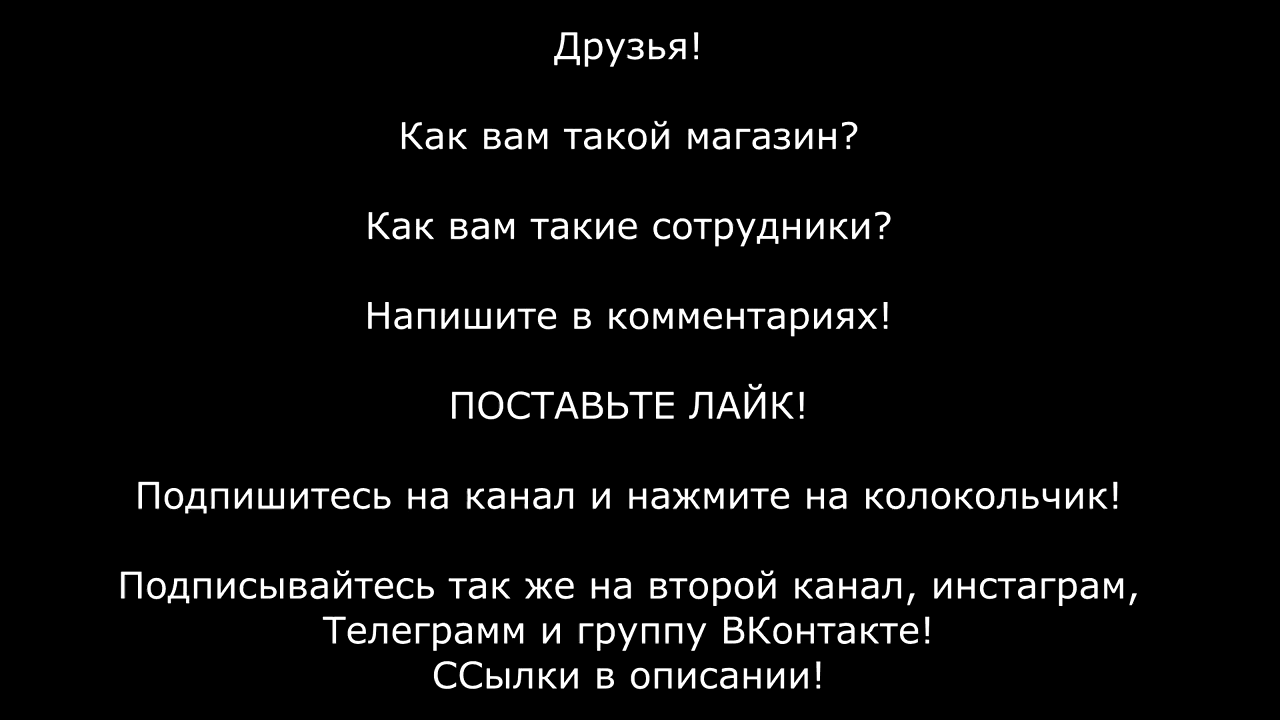 Друзья!
Как вам такой магазин?
Как вам такие сотрудники?
Напишите в комментариях!
ПОСТАВЬТЕ ЛАЙК!
Подпишитесь на канал и нажмите на колокольчик!
Подписывайтесь так же на второй канал, инстаграм,
Телеграмм и группу ВКонтакте!
ССылки в описании!